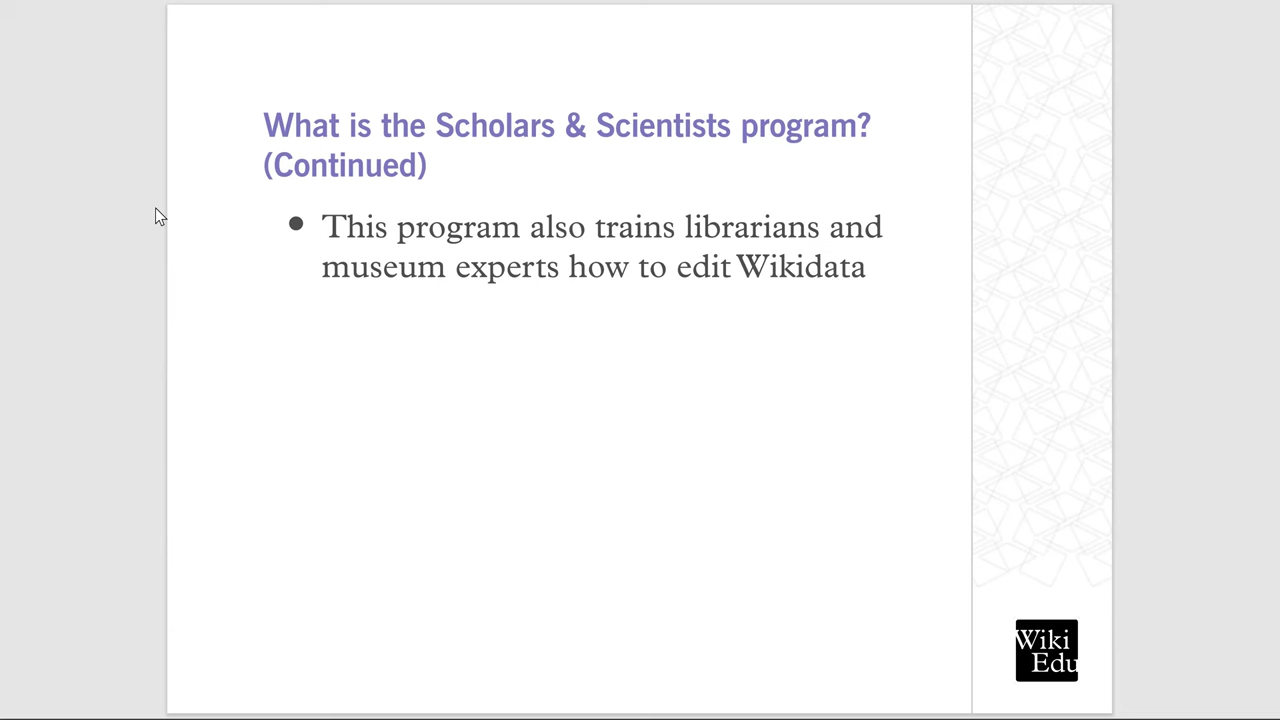 What is the Scholars & Scientists program?
(Continued)
● This program also trains librarians and
museum experts how to edit Wikidata
Wiki
Edu